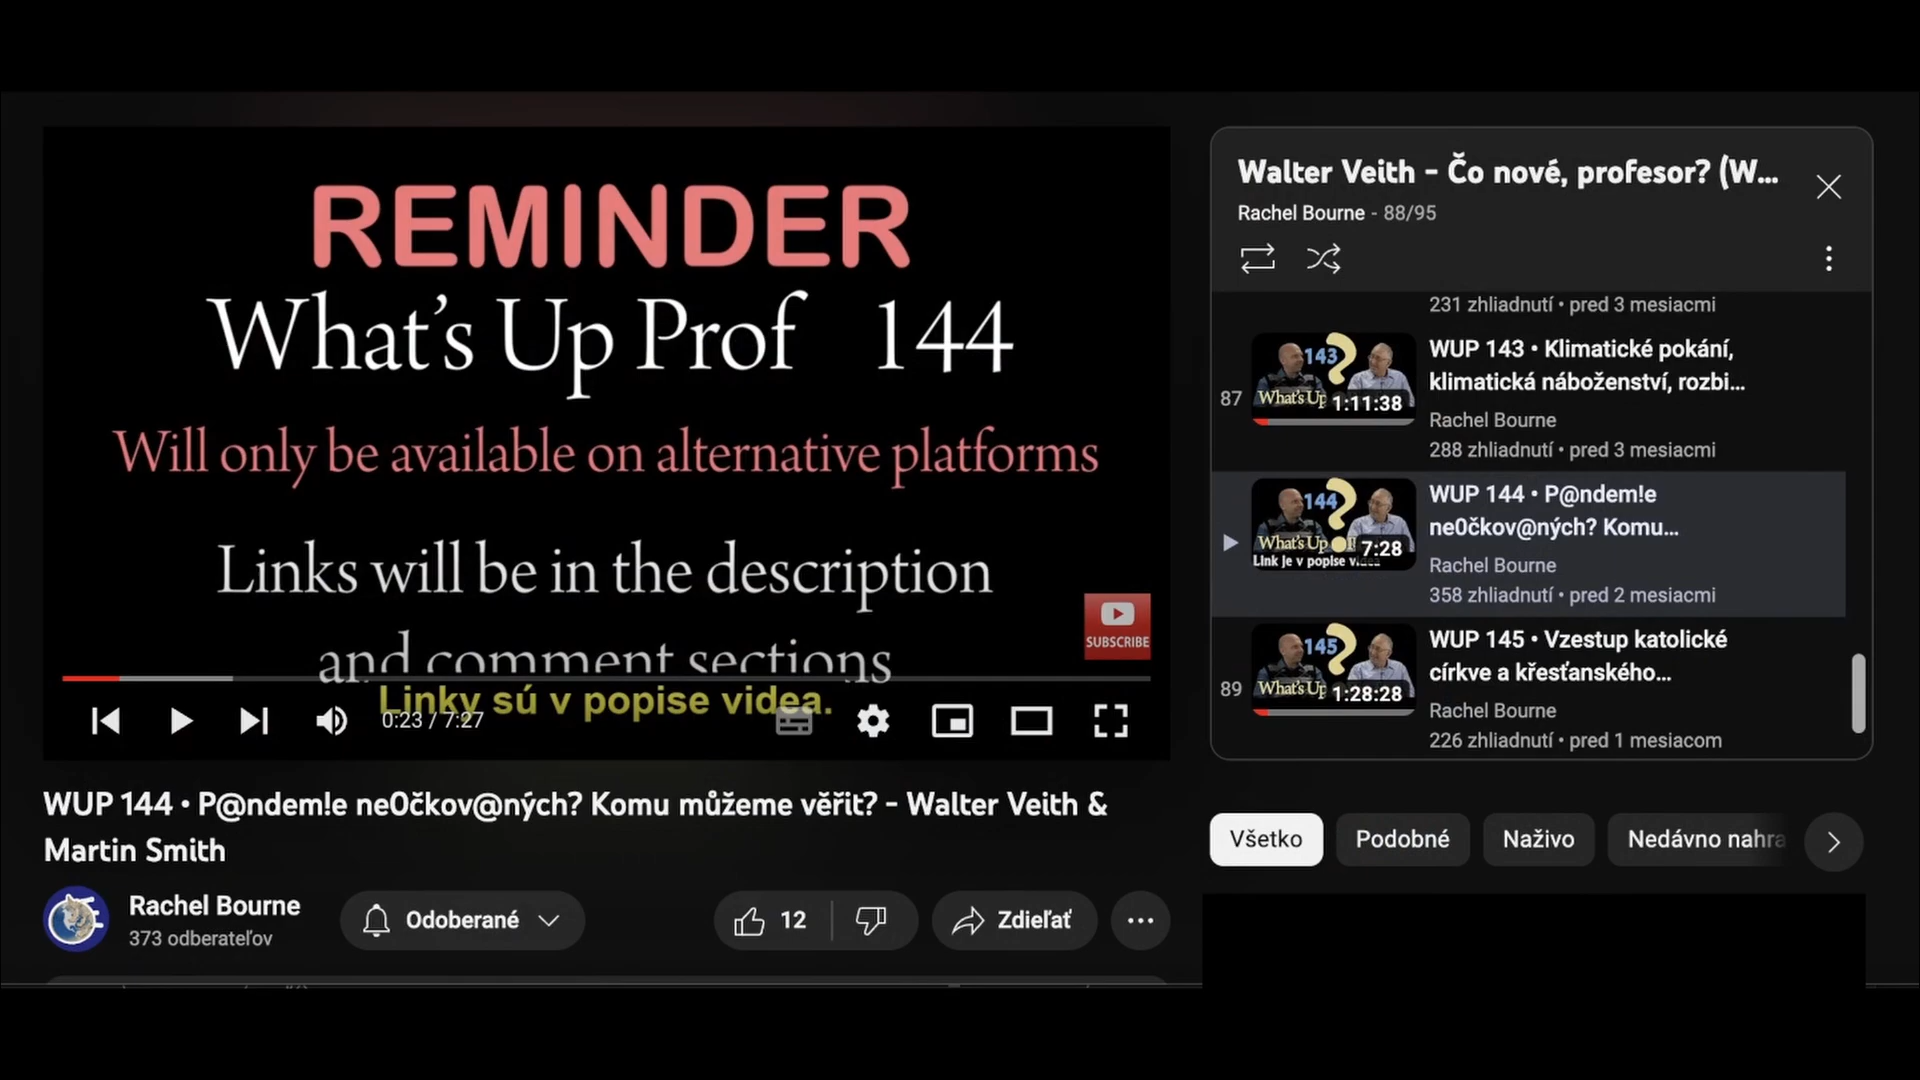 REMINDER
What's Up Prof 144
Will only be available on alternative platforms
Links will be in the description
and comment sections
SUBSCRIBE
Linky sú v popise videa.
0:23 / 7:27
WUP 144 • P@ndem!e ne0čkov@ných? Komu můžeme věřit? - Walter Veith &
Martin Smith
Rachel Bourne
373 odberateľov
Odoberané
12
Zdieľať
Walter Veith - Čo nové, profesor? (W...
Rachel Bourne - 88/95
231 zhliadnutí • pred 3 mesiacmi
87
143
What's Up
1:11:38
WUP 143 • Klimatické pokání,
klimatická náboženství, rozbi...
Rachel Bourne
288 zhliadnutí • pred 3 mesiacmi
144
What's Up
7:28
Link je v popise videa
WUP 144 • P@ndem!e
ne0čkov@ných? Komu...
Rachel Bourne
358 zhliadnutí • pred 2 mesiacmi
89
145
What's Up
1:28:28
WUP 145 • Vzestup katolické
církve a křesťanského...
Rachel Bourne
226 zhliadnutí • pred 1 mesiacom
Všetko
Podobné
Naživo
Nedávno nahra